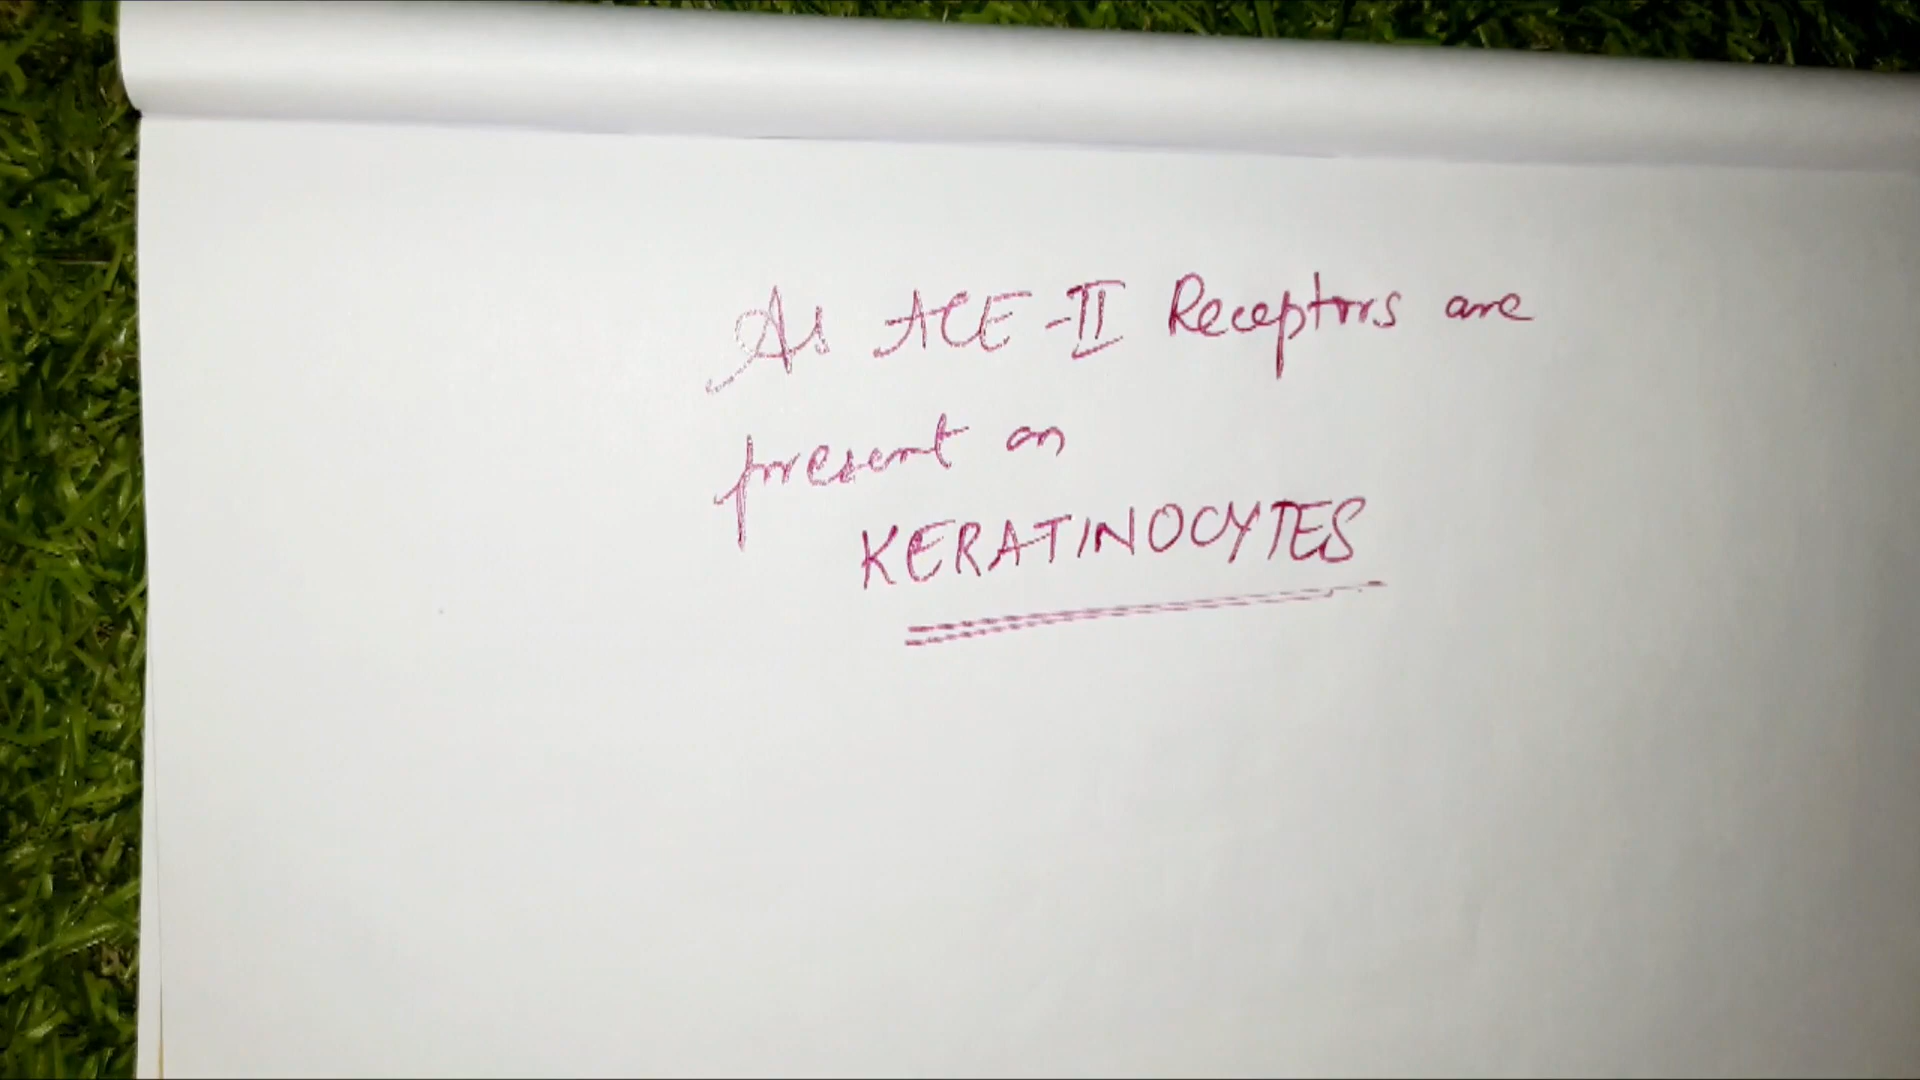 As ACE-II Receptors are
present on
KERATINOCYTES